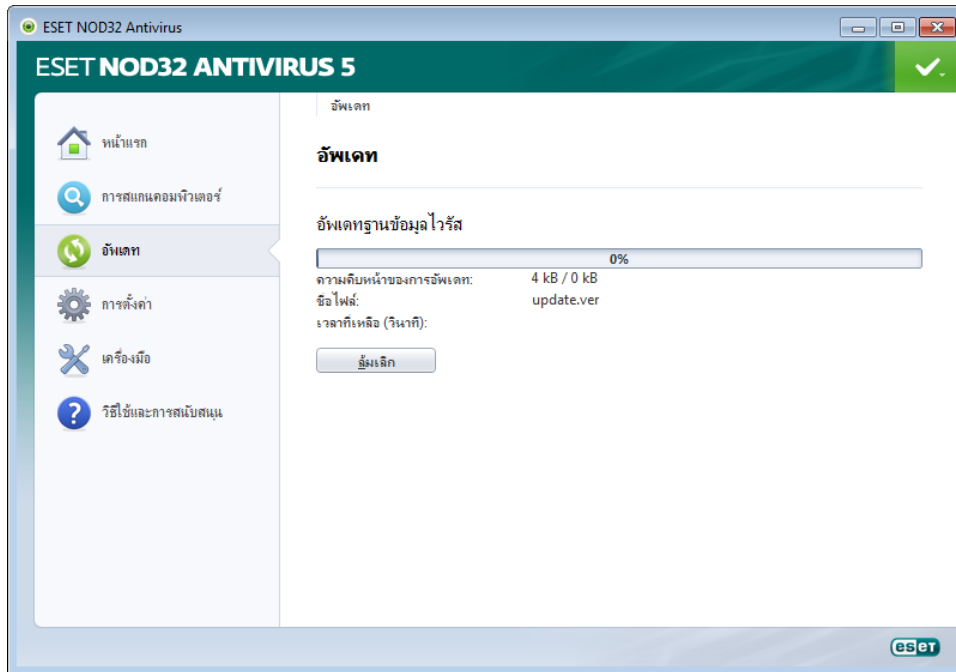 ESET NOD32 Antivirus
ESET NOD32 ANTIVIRUS 5
หน้าแรก
การสแกนคอมพิวเตอร์
อัพเดท
การตั้งค่า
เครื่องมือ
วิธีใช้และการสนับสนุน
อัพเดท
อัพเดท
อัพเดทฐานข้อมูลไวรัส
0%
ความคืบหน้าของการอัพเดท: 4 kB / 0 kB
ชื่อไฟล์: update.ver
เวลาที่เหลือ (วินาที):
ล้มเลิก
eset